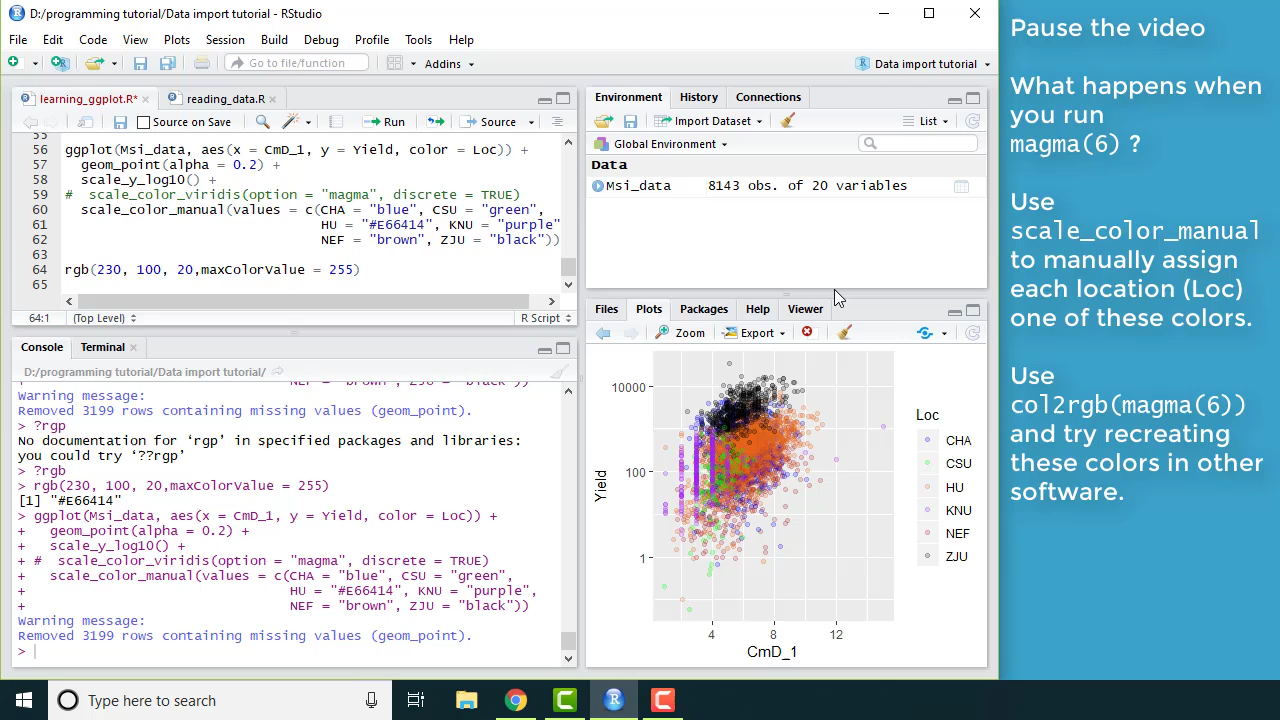 D:/programming tutorial/Data import tutorial - RStudio
File Edit Code View Plots Session Build Debug Profile Tools Help
Go to file/function Addins Data import tutorial
learning_ggplot.R* reading_data.R
Source on Save Run Source
55
56 ggplot(Msi_data, aes(x = CmD_1, y = Yield, color = Loc)) +
57 geom_point(alpha = 0.2) +
58 scale_y_log10() +
59 # scale_color_viridis(option = "magma", discrete = TRUE)
60 scale_color_manual(values = c(CHA = "blue", CSU = "green",
61 HU = "#E66414", KNU = "purple"
62 NEF = "brown", ZJU = "black"))
63
64 rgb(230, 100, 20,maxColorValue = 255)
65
64:1 (Top Level) R Script
Console Terminal
D:/programming tutorial/Data import tutorial/
NEF = "brown", ZJU = "black"))
Warning message:
Removed 3199 rows containing missing values (geom_point).
> ?rgp
No documentation for ‘rgp’ in specified packages and libraries:
you could try ‘??rgp’
> ?rgb
> rgb(230, 100, 20,maxColorValue = 255)
[1] "#E66414"
> ggplot(Msi_data, aes(x = CmD_1, y = Yield, color = Loc)) +
+ geom_point(alpha = 0.2) +
+ scale_y_log10() +
+ # scale_color_viridis(option = "magma", discrete = TRUE)
+ scale_color_manual(values = c(CHA = "blue", CSU = "green",
+ HU = "#E66414", KNU = "purple",
+ NEF = "brown", ZJU = "black"))
Warning message:
Removed 3199 rows containing missing values (geom_point).
>
Environment History Connections
Import Dataset List
Global Environment
Data
Msi_data 8143 obs. of 20 variables
Files Plots Packages Help Viewer
Zoom Export
10000
100
1
Yield
4 8 12
CmD_1
Loc
CHA
CSU
HU
KNU
NEF
ZJU
Pause the video
What happens when
you run
magma(6) ?
Use
scale_color_manual
to manually assign
each location (Loc)
one of these colors.
Use
col2rgb(magma(6))
and try recreating
these colors in other
software.
Type here to search